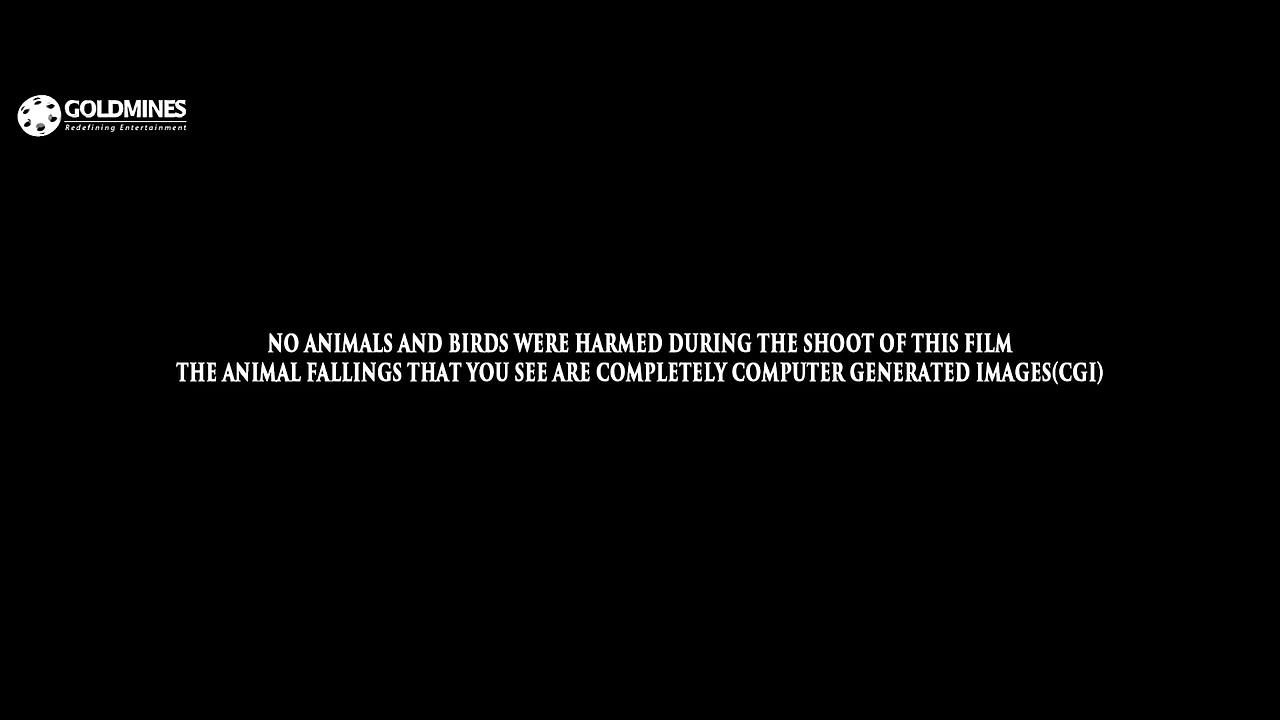 GOLDMINES
Redefining Entertainment
NO ANIMALS AND BIRDS WERE HARMED DURING THE SHOOT OF THIS FILM
THE ANIMAL FALLINGS THAT YOU SEE ARE COMPLETELY COMPUTER GENERATED IMAGES(CGI)